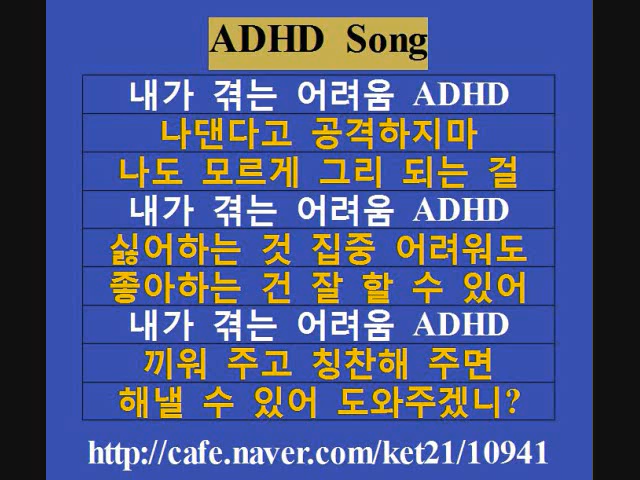 ADHD Song
내가 겪는 어려움 ADHD
나댄다고 공격하지마
나도 모르게 그리 되는 걸
내가 겪는 어려움 ADHD
싫어하는 것 집중 어려워도
좋아하는 건 잘 할 수 있어
내가 겪는 어려움 ADHD
끼워 주고 칭찬해 주면
해낼 수 있어 도와주겠니?
http://cafe.naver.com/ket21/10941